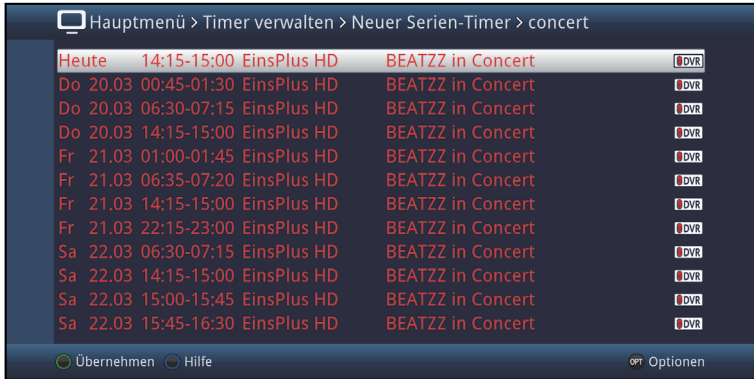 Hauptmenü > Timer verwalten > Neuer Serien-Timer > concert
Heute 14:15-15:00 EinsPlus HD BEATZZ in Concert DVR
Do 20.03 00:45-01:30 EinsPlus HD BEATZZ in Concert DVR
Do 20.03 06:30-07:15 EinsPlus HD BEATZZ in Concert DVR
Do 20.03 14:15-15:00 EinsPlus HD BEATZZ in Concert DVR
Fr 21.03 01:00-01:45 EinsPlus HD BEATZZ in Concert DVR
Fr 21.03 06:35-07:20 EinsPlus HD BEATZZ in Concert DVR
Fr 21.03 14:15-15:00 EinsPlus HD BEATZZ in Concert DVR
Fr 21.03 22:15-23:00 EinsPlus HD BEATZZ in Concert DVR
Sa 22.03 06:30-07:15 EinsPlus HD BEATZZ in Concert DVR
Sa 22.03 14:15-15:00 EinsPlus HD BEATZZ in Concert DVR
Sa 22.03 15:00-15:45 EinsPlus HD BEATZZ in Concert DVR
Sa 22.03 15:45-16:30 EinsPlus HD BEATZZ in Concert DVR
Übernehmen Hilfe OPT Optionen